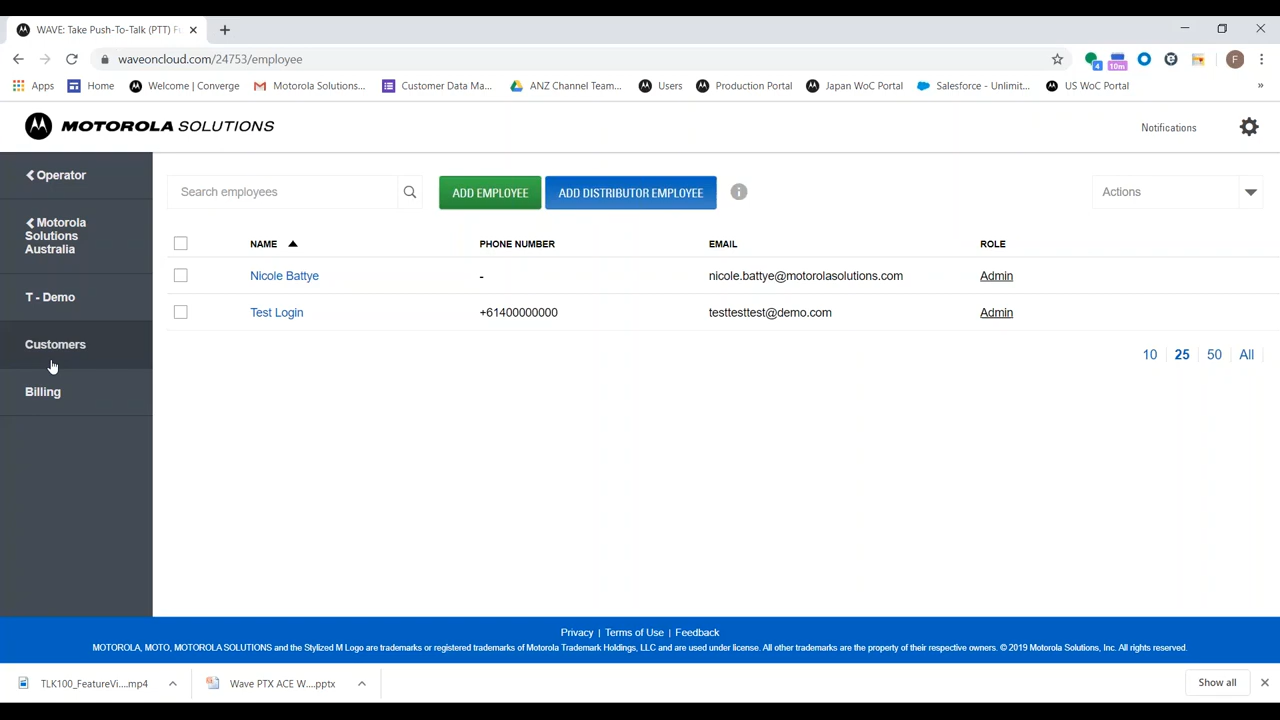 WAVE: Take Push-To-Talk (PTT) F
waveoncloud.com/24753/employee
4
10m
F
Apps
Home
Welcome | Converge
Motorola Solutions...
Customer Data Ma...
ANZ Channel Team...
Users
Production Portal
Japan WoC Portal
Salesforce - Unlimit...
US WoC Portal
»
MOTOROLA SOLUTIONS
Notifications
Operator
Motorola
Solutions
Australia
T - Demo
Customers
Billing
Search employees
ADD EMPLOYEE
ADD DISTRIBUTOR EMPLOYEE
Actions
NAME PHONE NUMBER EMAIL ROLE
Nicole Battye - nicole.battye@motorolasolutions.com Admin
Test Login +61400000000 testtesttest@demo.com Admin
10 25 50 All
Privacy | Terms of Use | Feedback
MOTOROLA, MOTO, MOTOROLA SOLUTIONS and the Stylized M Logo are trademarks or registered trademarks of Motorola Trademark Holdings, LLC and are used under license. All other trademarks are the property of their respective owners. © 2019 Motorola Solutions, Inc. All rights reserved.
TLK100_FeatureVi....mp4
Wave PTX ACE W....pptx
Show all